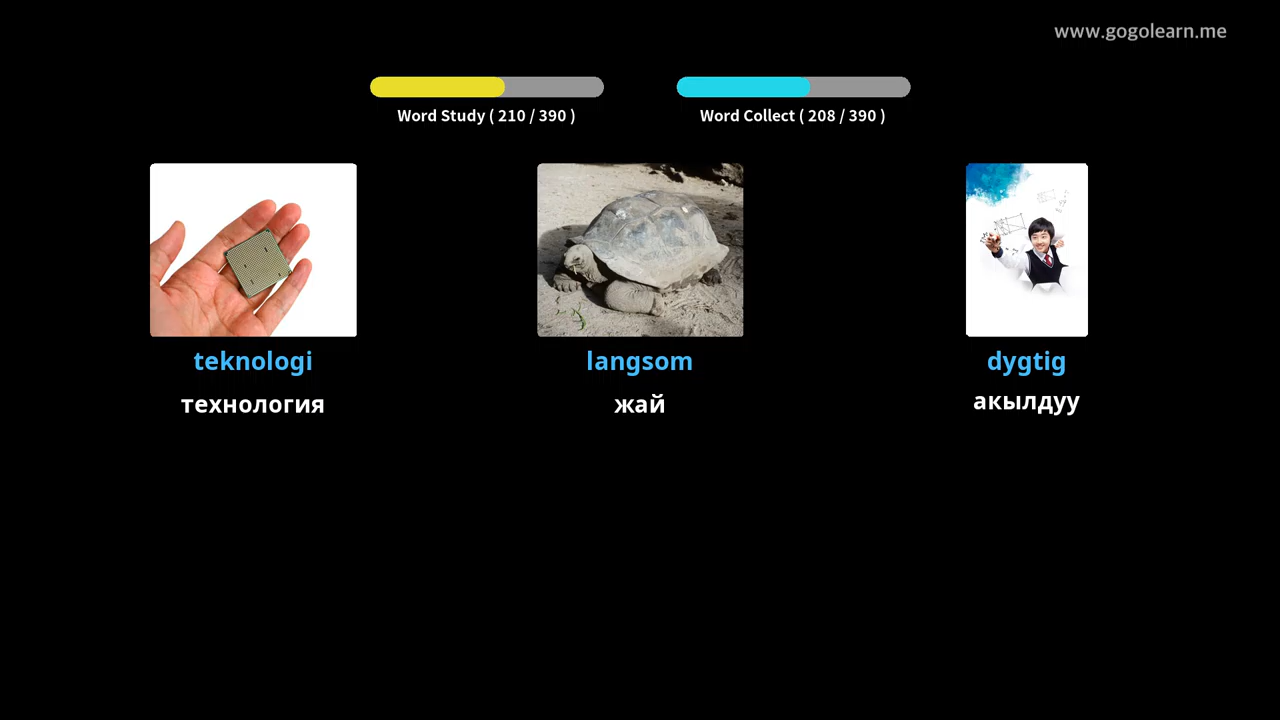 www.gogolearn.me
Word Study ( 210 / 390 )
Word Collect ( 208 / 390 )
teknologi
langsom
dygtig
технология
жай
акылдуу